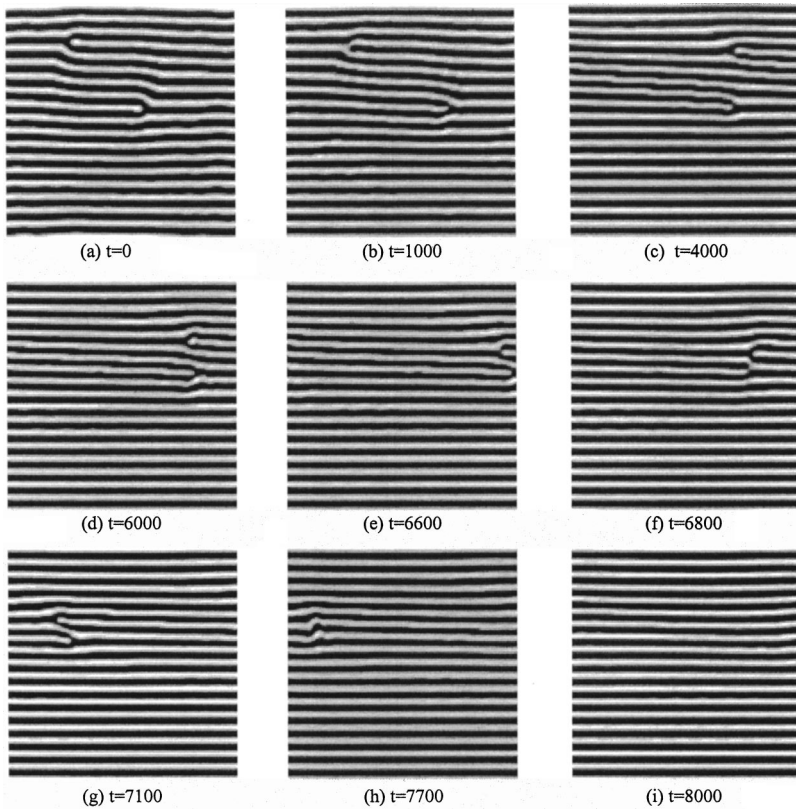 (a) t=0
(b) t=1000
(c) t=4000
(d) t=6000
(e) t=6600
(f) t=6800
(g) t=7100
(h) t=7700
(i) t=8000